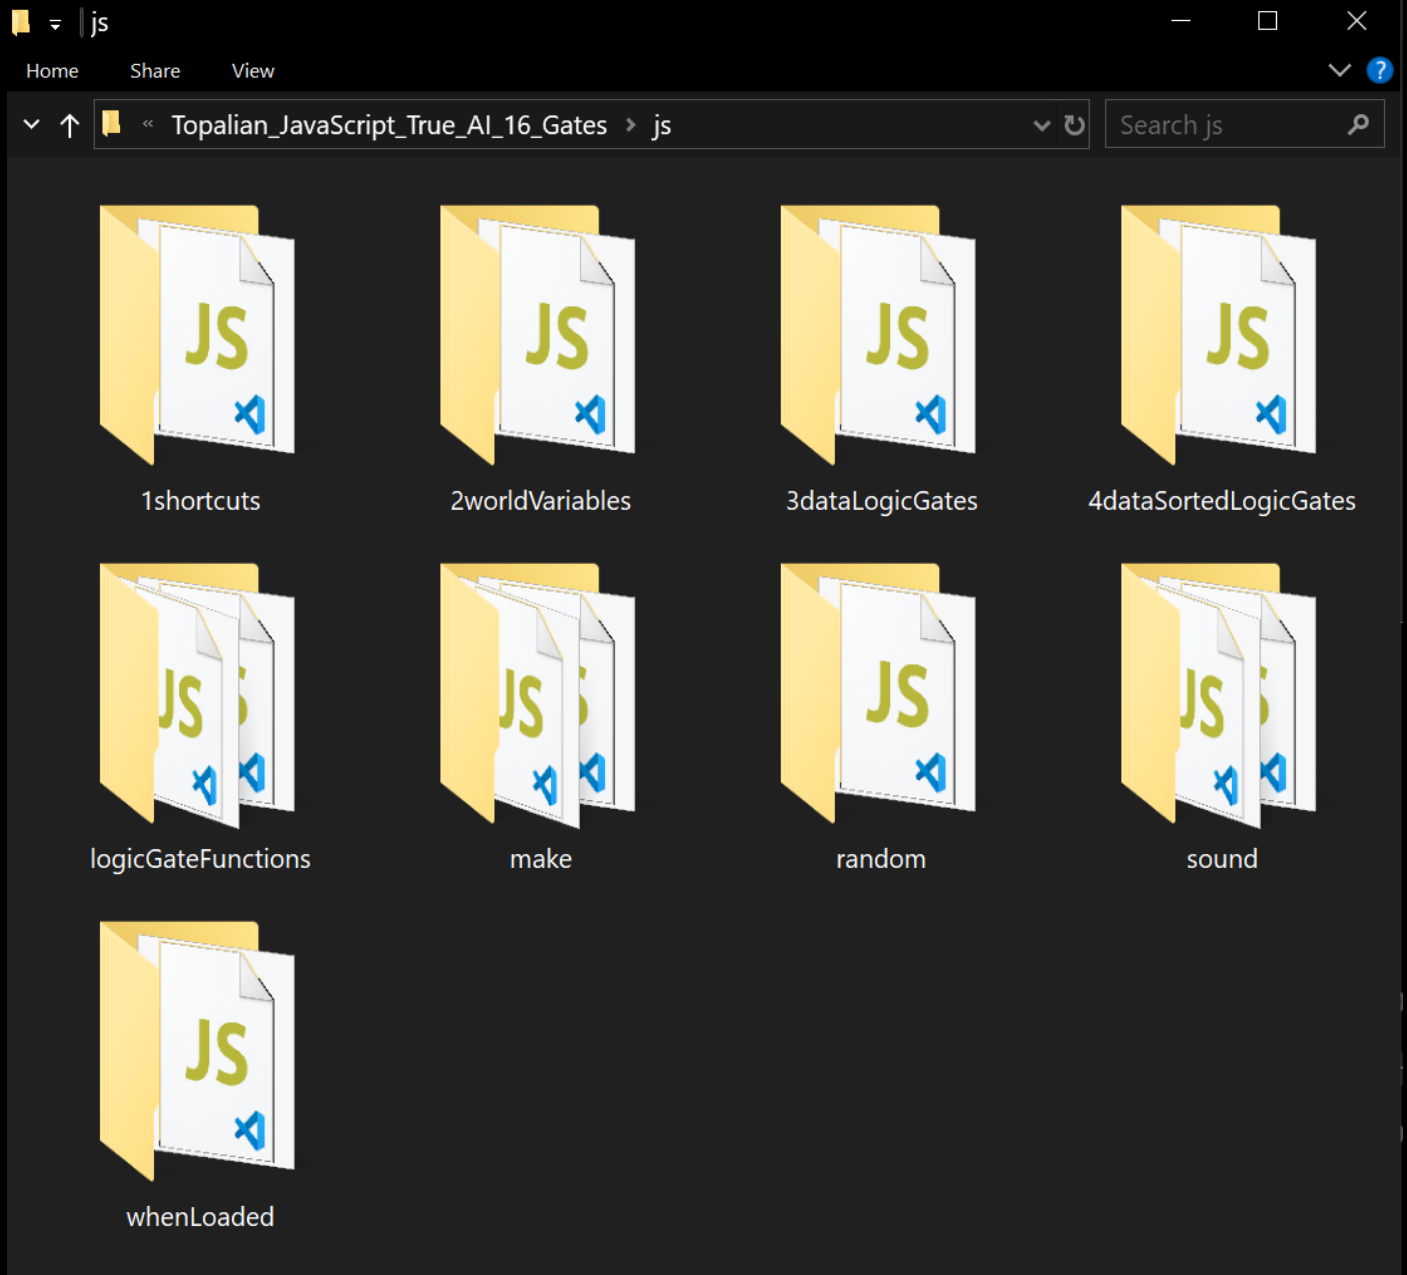 js
Home Share View
« Topalian_JavaScript_True_AI_16_Gates > js
Search js
JS JS JS JS
1shortcuts 2worldVariables 3dataLogicGates 4dataSortedLogicGates
JS S JS S JS JS S
logicGateFunctions make random sound
JS
whenLoaded